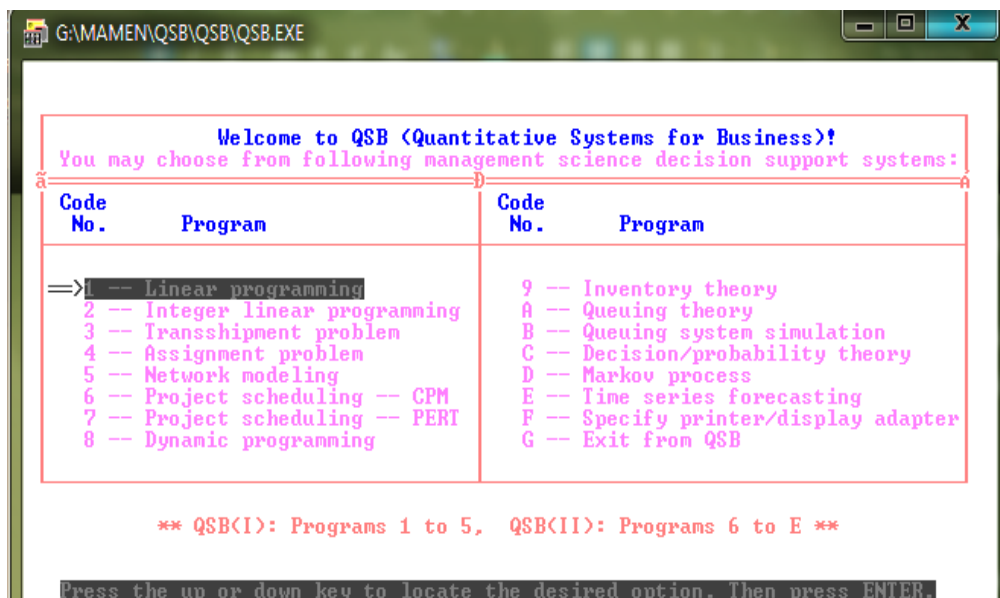 G:\MAMEN\QSB\QSB\QSB.EXE
Welcome to QSB (Quantitative Systems for Business)!
You may choose from following management science decision support systems:
Code
No. Program
==>1 -- Linear programming
2 -- Integer linear programming
3 -- Transshipment problem
4 -- Assignment problem
5 -- Network modeling
6 -- Project scheduling -- CPM
7 -- Project scheduling -- PERT
8 -- Dynamic programming
Code
No. Program
9 -- Inventory theory
A -- Queuing theory
B -- Queuing system simulation
C -- Decision/probability theory
D -- Markov process
E -- Time series forecasting
F -- Specify printer/display adapter
G -- Exit from QSB
** QSB(I): Programs 1 to 5, QSB(II): Programs 6 to E **
Press the up or down key to locate the desired option. Then press ENTER.